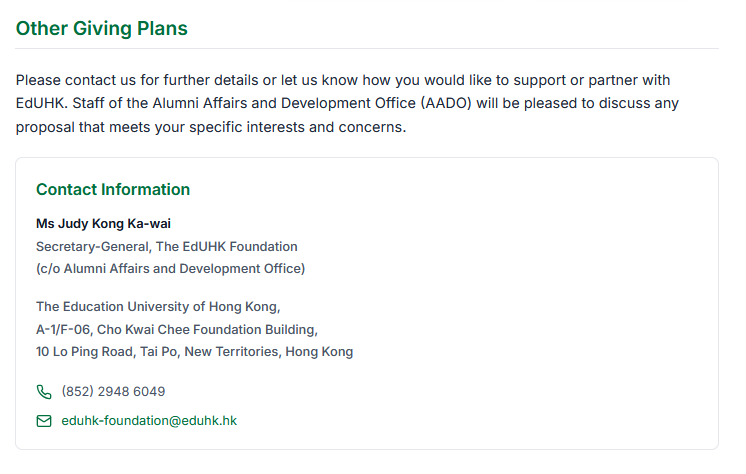 Other Giving Plans
Please contact us for further details or let us know how you would like to support or partner with
EdUHK. Staff of the Alumni Affairs and Development Office (AADO) will be pleased to discuss any
proposal that meets your specific interests and concerns.
Contact Information
Ms Judy Kong Ka-wai
Secretary-General, The EdUHK Foundation
(c/o Alumni Affairs and Development Office)
The Education University of Hong Kong,
A-1/F-06, Cho Kwai Chee Foundation Building,
10 Lo Ping Road, Tai Po, New Territories, Hong Kong
(852) 2948 6049
eduhk-foundation@eduhk.hk